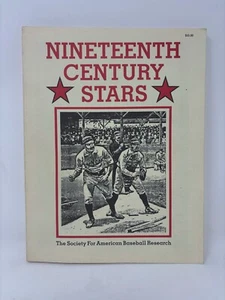 NINETEENTH
CENTURY
STARS
The Society For American Baseball Research